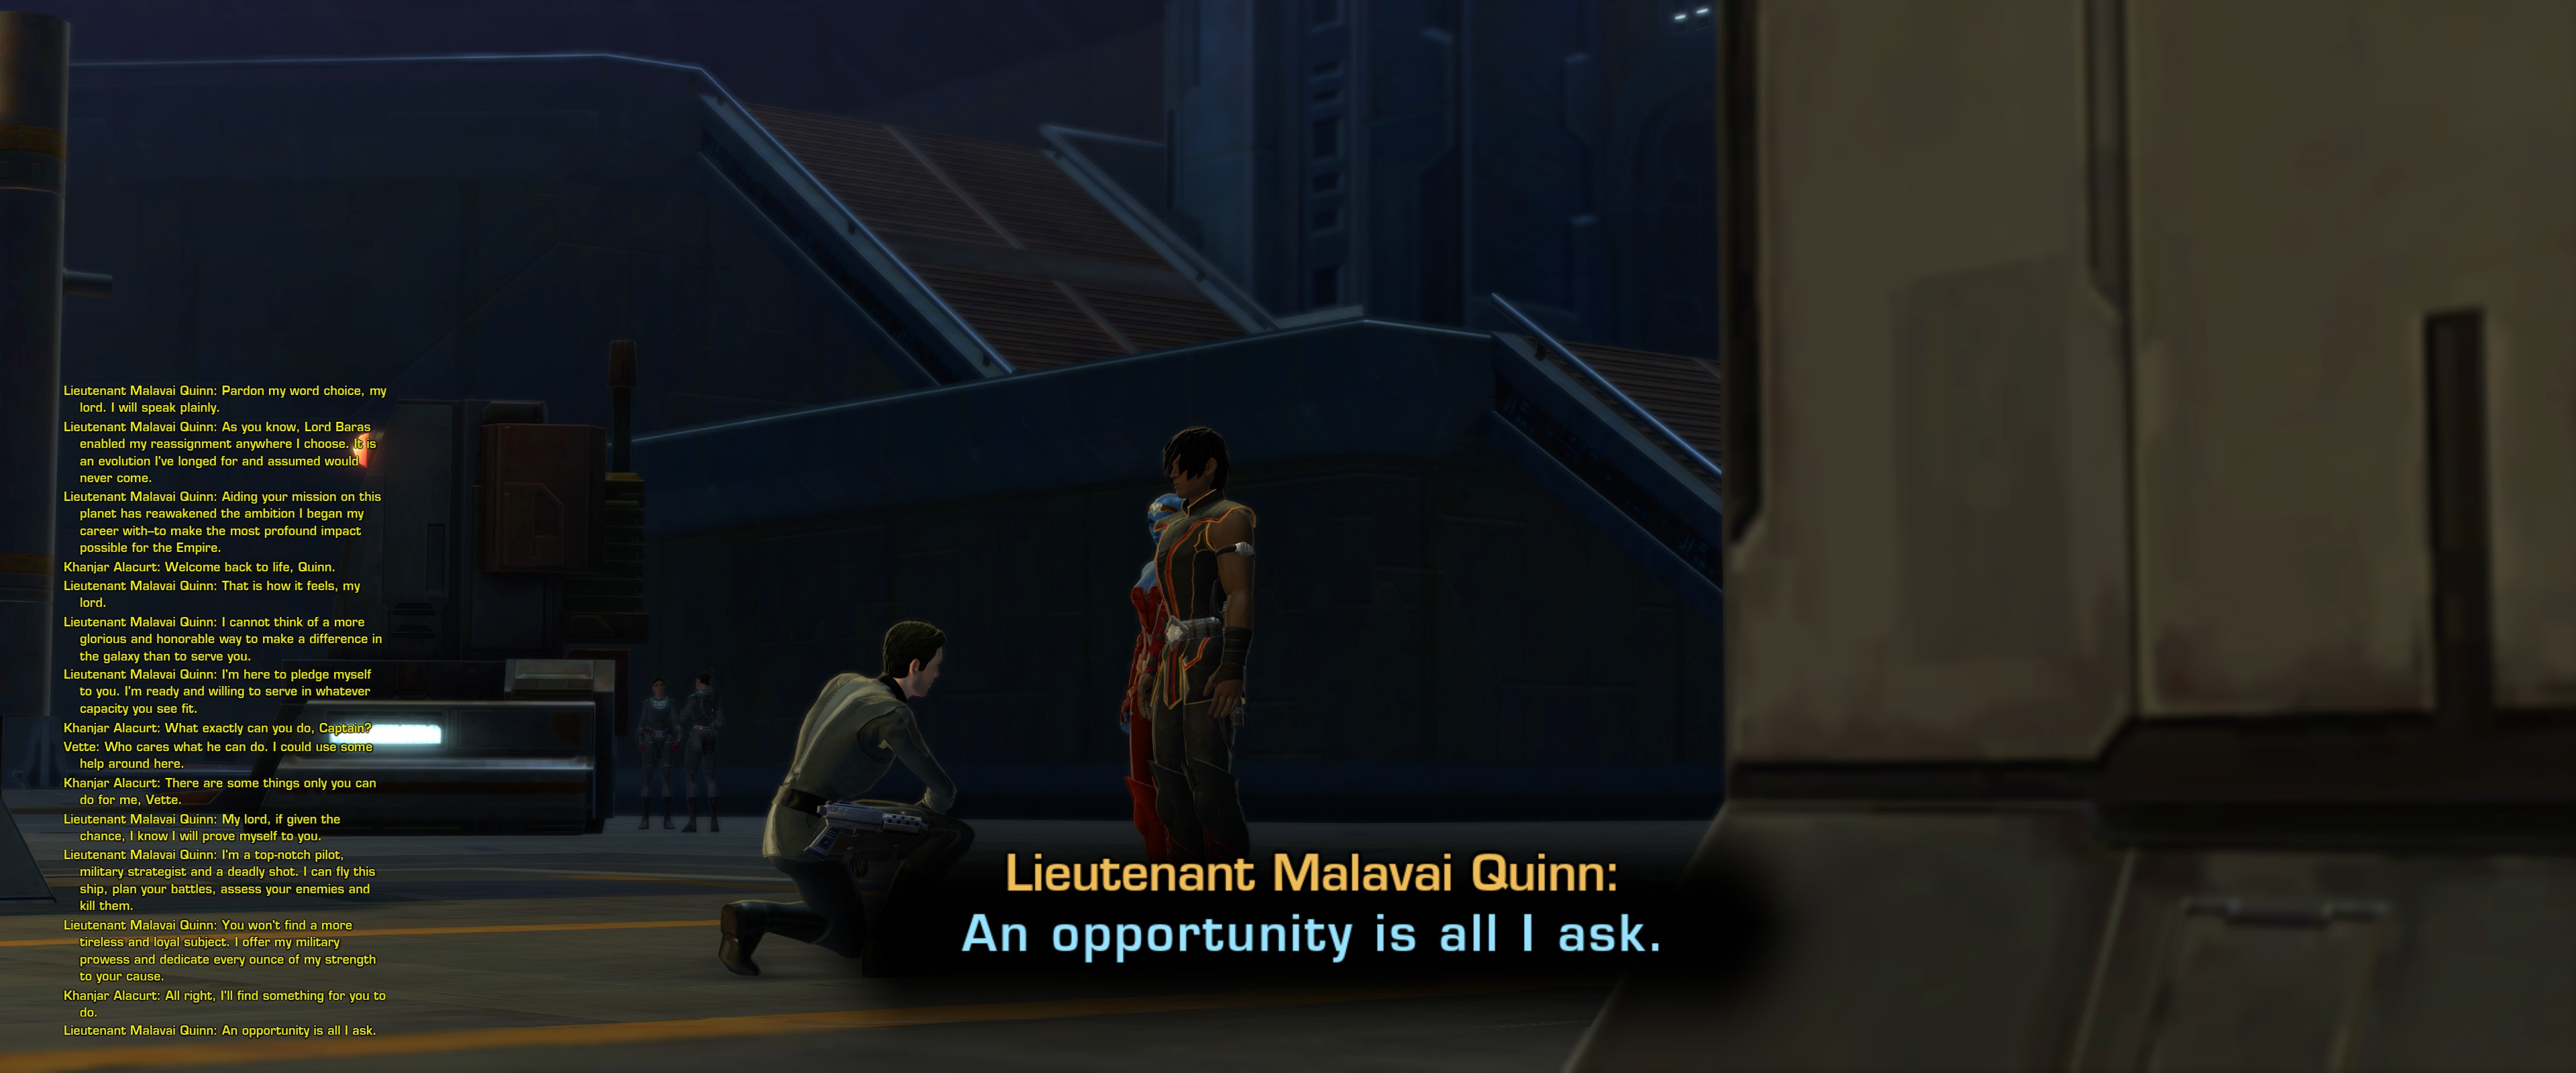 Lieutenant Malavai Quinn: Pardon my word choice, my
lord. I will speak plainly.
Lieutenant Malavai Quinn: As you know, Lord Baras
enabled my reassignment anywhere I choose. It is
an evolution I've longed for and assumed would
never come.
Lieutenant Malavai Quinn: Aiding your mission on this
planet has reawakened the ambition I began my
career with–to make the most profound impact
possible for the Empire.
Khanjar Alacurt: Welcome back to life, Quinn.
Lieutenant Malavai Quinn: That is how it feels, my
lord.
Lieutenant Malavai Quinn: I cannot think of a more
glorious and honorable way to make a difference in
the galaxy than to serve you.
Lieutenant Malavai Quinn: I'm here to pledge myself
to you. I'm ready and willing to serve in whatever
capacity you see fit.
Khanjar Alacurt: What exactly can you do, Captain?
Vette: Who cares what he can do. I could use some
help around here.
Khanjar Alacurt: There are some things only you can
do for me, Vette.
Lieutenant Malavai Quinn: My lord, if given the
chance, I know I will prove myself to you.
Lieutenant Malavai Quinn: I'm a top-notch pilot,
military strategist and a deadly shot. I can fly this
ship, plan your battles, assess your enemies and
kill them.
Lieutenant Malavai Quinn: You won't find a more
tireless and loyal subject. I offer my military
prowess and dedicate every ounce of my strength
to your cause.
Khanjar Alacurt: All right, I'll find something for you to
do.
Lieutenant Malavai Quinn: An opportunity is all I ask.
Lieutenant Malavai Quinn:
An opportunity is all I ask.